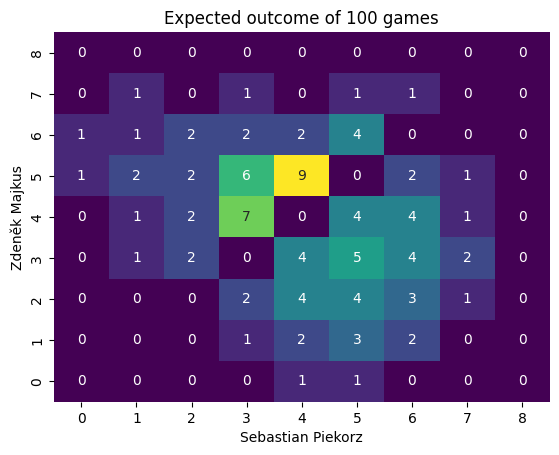 Expected outcome of 100 games
Zdeněk Majkus
8 0 0 0 0 0 0 0 0 0
7 0 1 0 1 0 1 1 0 0
6 1 1 2 2 2 4 0 0 0
5 1 2 2 6 9 0 2 1 0
4 0 1 2 7 0 4 4 1 0
3 0 1 2 0 4 5 4 2 0
2 0 0 0 2 4 4 3 1 0
1 0 0 0 1 2 3 2 0 0
0 0 0 0 0 1 1 0 0 0
0 1 2 3 4 5 6 7 8
Sebastian Piekorz